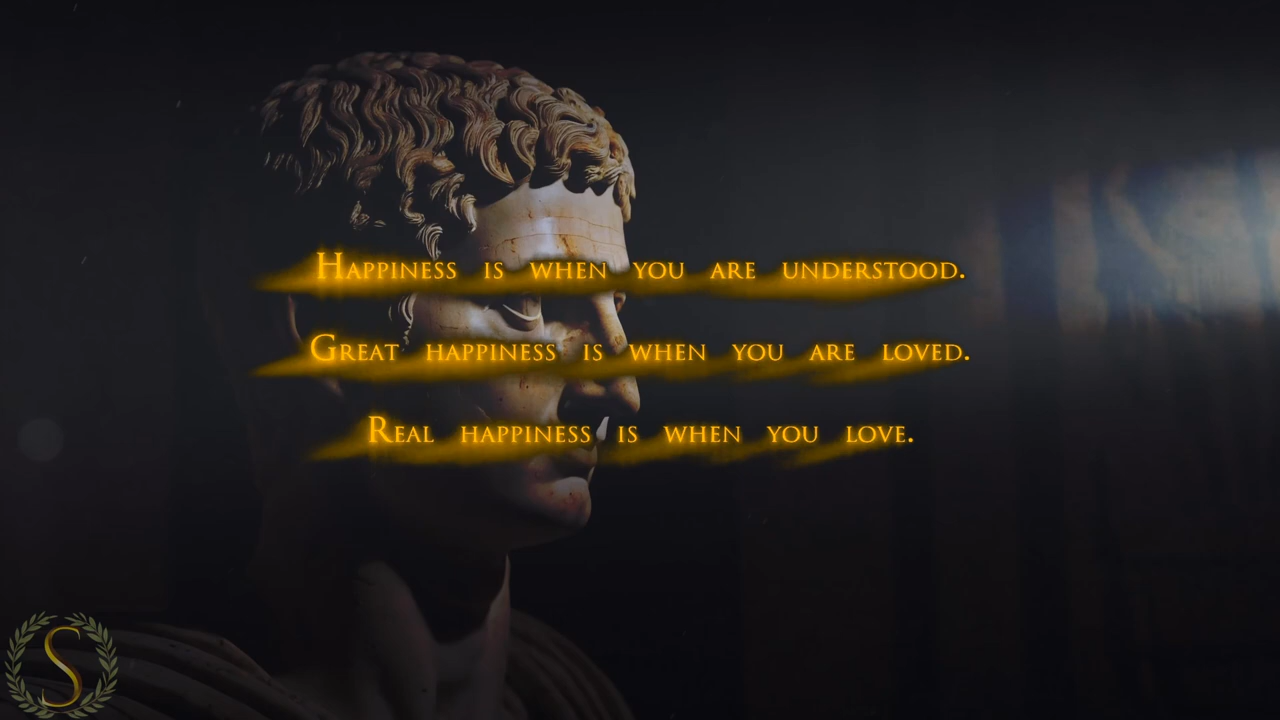 Happiness is when you are understood.
Great happiness is when you are loved.
Real happiness is when you love.
S